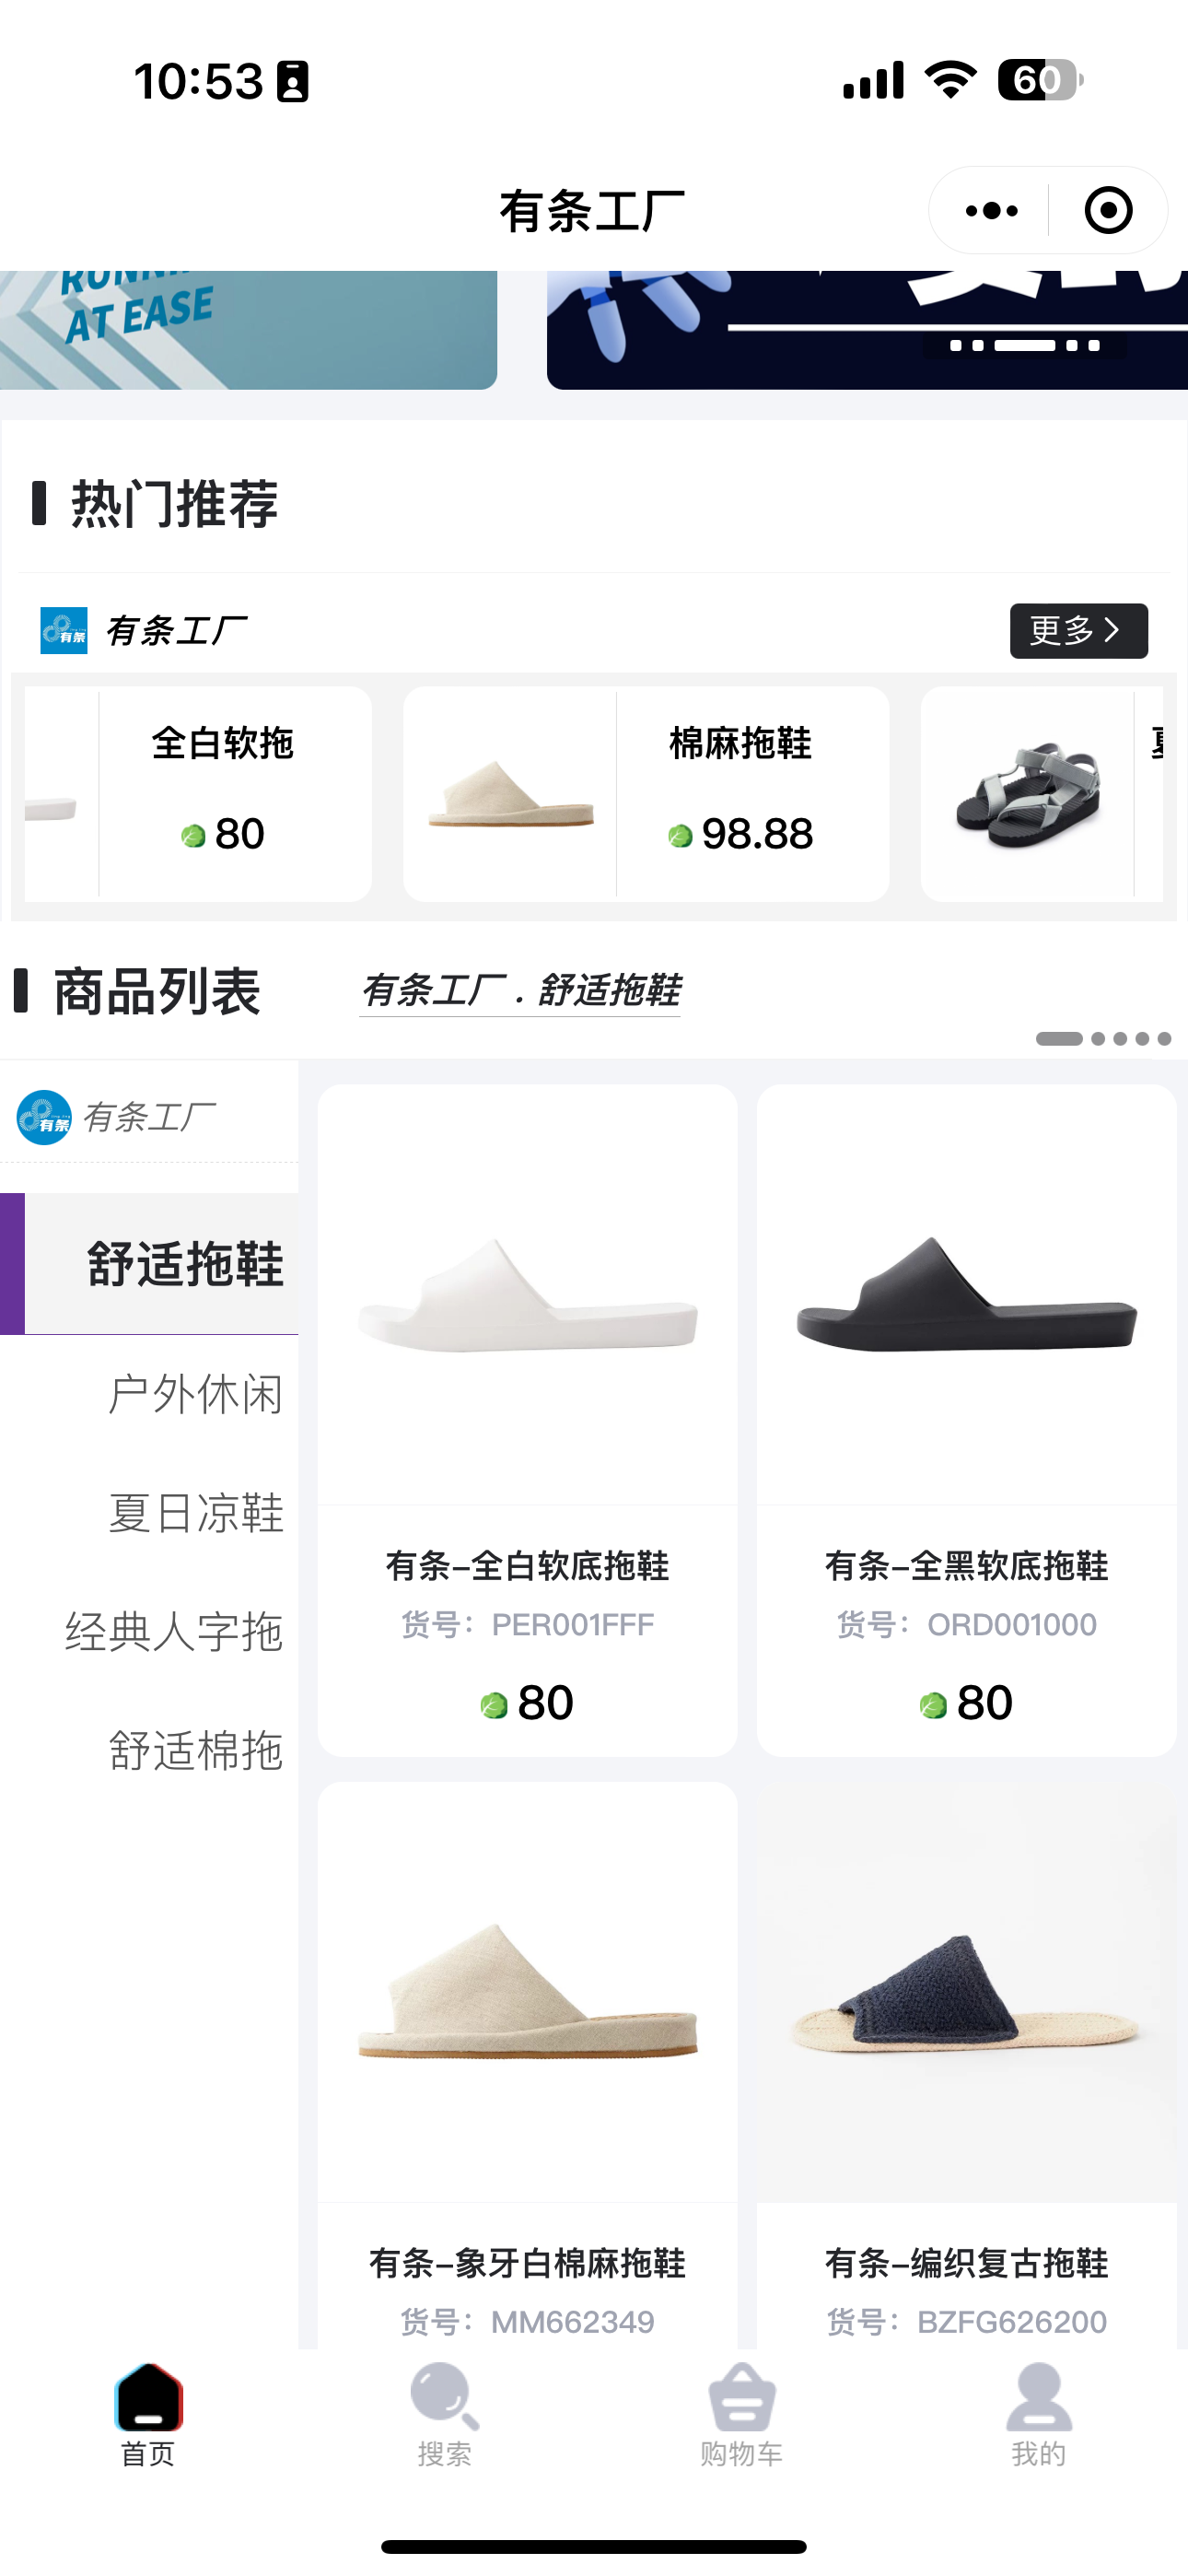 10:53
60
有条工厂
AT EASE
热门推荐
有条
有条工厂
更多
全白软拖
80
棉麻拖鞋
98.88
商品列表
有条工厂 . 舒适拖鞋
有条
有条工厂
舒适拖鞋
户外休闲
夏日凉鞋
经典人字拖
舒适棉拖
有条-全白软底拖鞋
货号：PER001FFF
80
有条-全黑软底拖鞋
货号：ORD001000
80
有条-象牙白棉麻拖鞋
货号：MM662349
有条-编织复古拖鞋
货号：BZFG626200
首页
搜索
购物车
我的